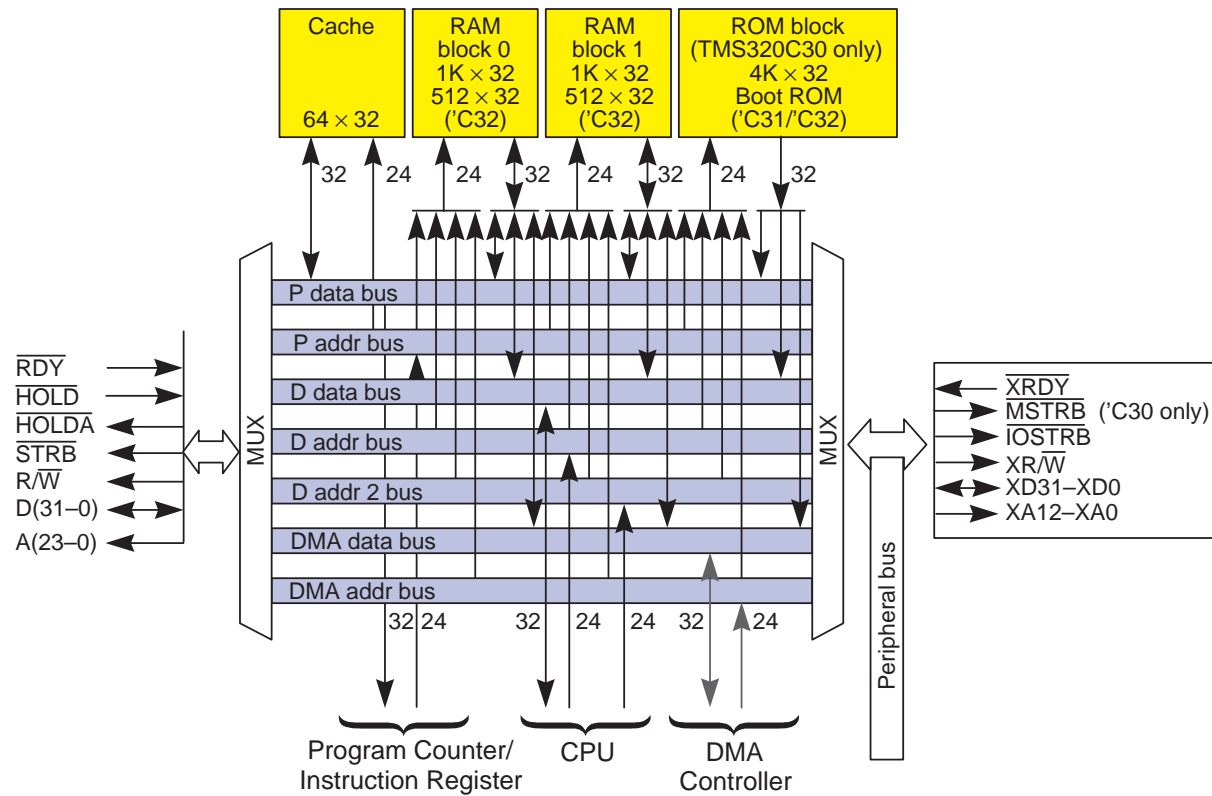 Cache
64 × 32
RAM
block 0
1K × 32
512 × 32
('C32)
RAM
block 1
1K × 32
512 × 32
('C32)
ROM block
(TMS320C30 only)
4K × 32
Boot ROM
('C31/'C32)
32
24
24
32
24
32
24
32
P data bus
P addr bus
D data bus
D addr bus
D addr 2 bus
DMA data bus
DMA addr bus
MUX
MUX
RDY
HOLD
HOLDA
STRB
R/W
D(31–0)
A(23–0)
XRDY
MSTRB ('C30 only)
IOSTRB
XR/W
XD31–XD0
XA12–XA0
Peripheral bus
32
24
32
24
24
32
24
Program Counter/
Instruction Register
CPU
DMA
Controller